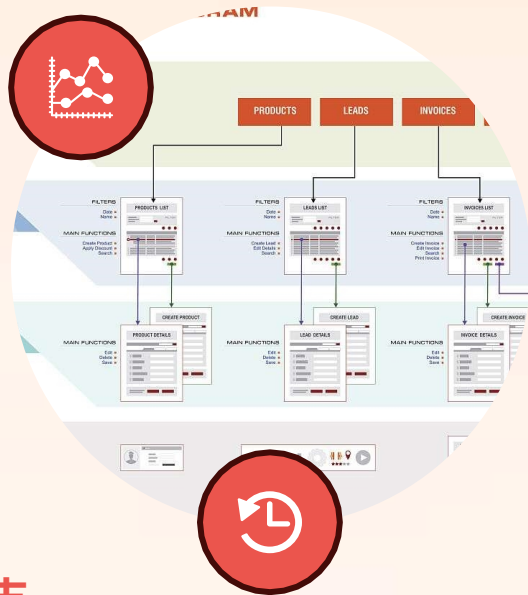 PRODUCTS
LEADS
INVOICES
FILTERS
Date
Name
MAIN FUNCTIONS
Create Product
Apply Discount
Search
PRODUCTS LIST
FILTERS
Date
Name
MAIN FUNCTIONS
Create Lead
Edit Details
Search
LEADS LIST
FILTERS
Date
Name
MAIN FUNCTIONS
Create Invoice
Edit Invoice
Search
Print Invoice
INVOICES LIST
CREATE PRODUCT
PRODUCT DETAILS
MAIN FUNCTIONS
Edit
Delete
Save
CREATE LEAD
LEAD DETAILS
MAIN FUNCTIONS
Edit
Delete
Save
CREATE INVOICE
INVOICE DETAILS
MAIN FUNCTIONS
Edit
Delete
Save